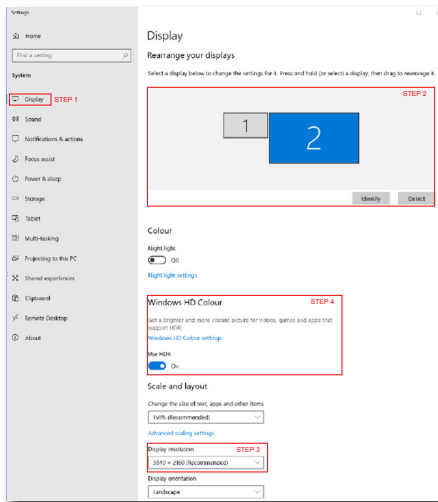 Settings
Home
Find a setting
System
Display STEP 1
Sound
Notifications & actions
Focus assist
Power & sleep
Storage
Tablet
Multi-tasking
Projecting to this PC
Shared experiences
Clipboard
Remote Desktop
About
Display
Rearrange your displays
Select a display below to change the settings for it. Press and hold (or select) a display, then drag to rearrange it.
STEP 2
1
2
Identify Detect
Colour
Night light
Off
Night light settings
Windows HD Colour STEP 4
Get a brighter and more vibrant picture for videos, games and apps that
support HDR.
Windows HD Colour settings
Use HDR
On
Scale and layout
Change the size of text, apps and other items
150% (Recommended)
Advanced scaling settings
Display resolution STEP 3
3840 × 2160 (Recommended)
Display orientation
Landscape